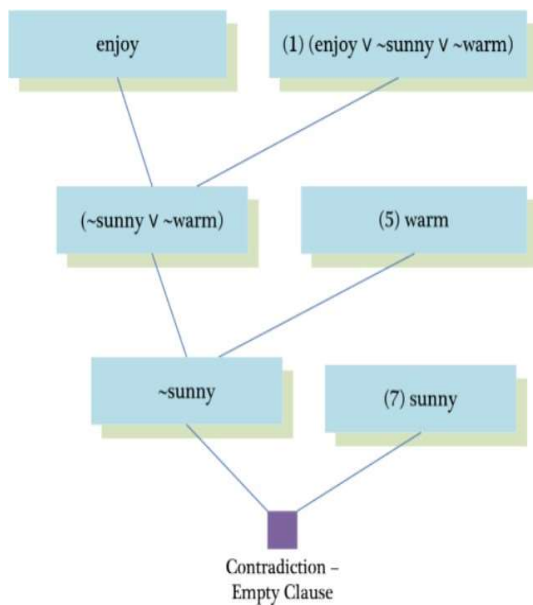 enjoy
(1) (enjoy ∨ ~sunny ∨ ~warm)
(~sunny ∨ ~warm)
(5) warm
~sunny
(7) sunny
Contradiction –
Empty Clause